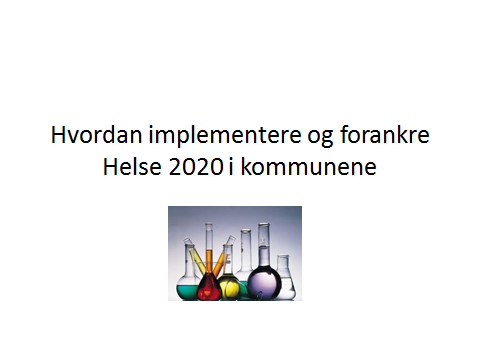 Hvordan implementere og forankre
Helse 2020 i kommunene